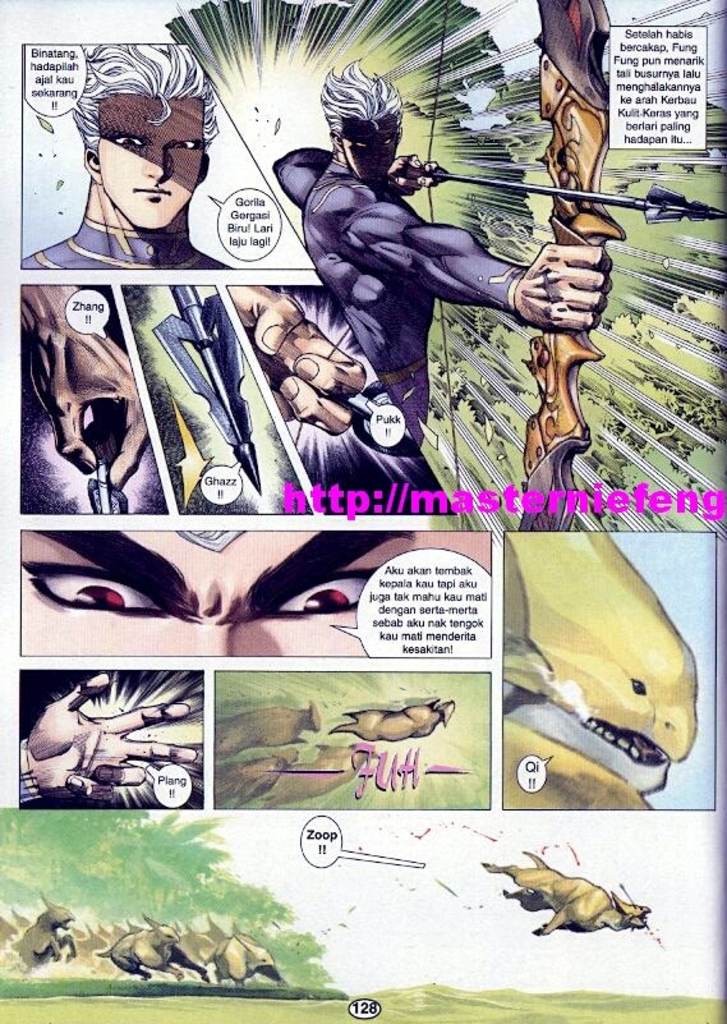 Binatang,
hadapilah
ajal kau
sekarang
!!
Gorila
Gergasi
Biru! Lari
laju lagi!
Setelah habis
bercakap, Fung
Fung pun menarik
tali busurnya lalu
menghalakannya
ke arah Kerbau
Kulit-Keras yang
berlari paling
hadapan itu...
Zhang
!!
Ghazz
!!
Pukk
!!
http://masterniefeng
Aku akan tembak
kepala kau tapi aku
juga tak mahu kau mati
dengan serta-merta
sebab aku nak tengok
kau mati menderita
kesakitan!
Qi
!!
Plang
!!
FUH
Zoop
!!
128